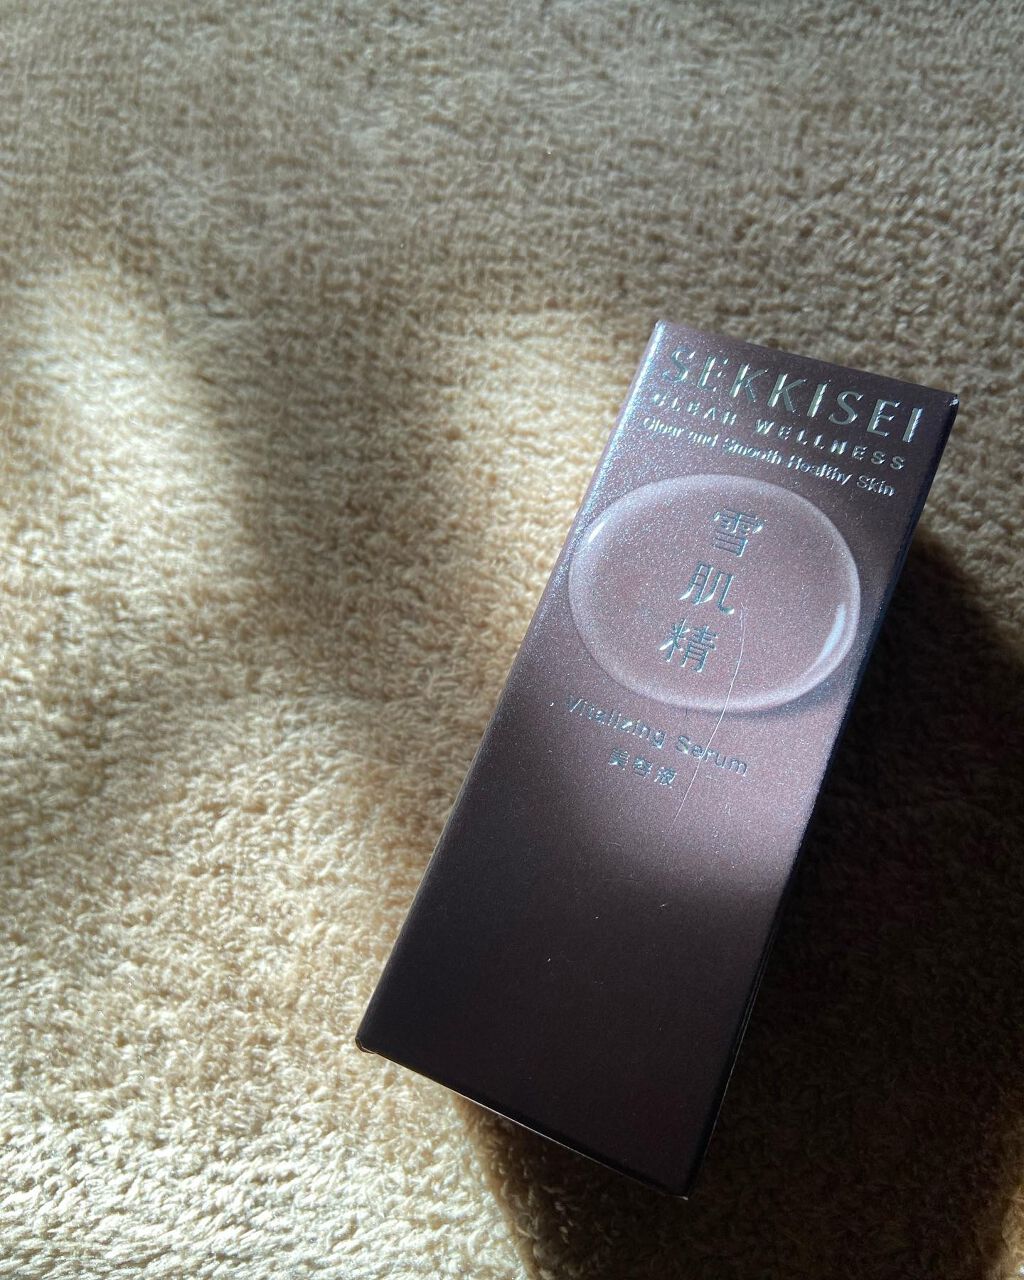 SEKKISEI
CLEAR WELLNESS
Clear and Smooth Healthy Skin
雪
肌
精
Vitalizing Serum
美容液